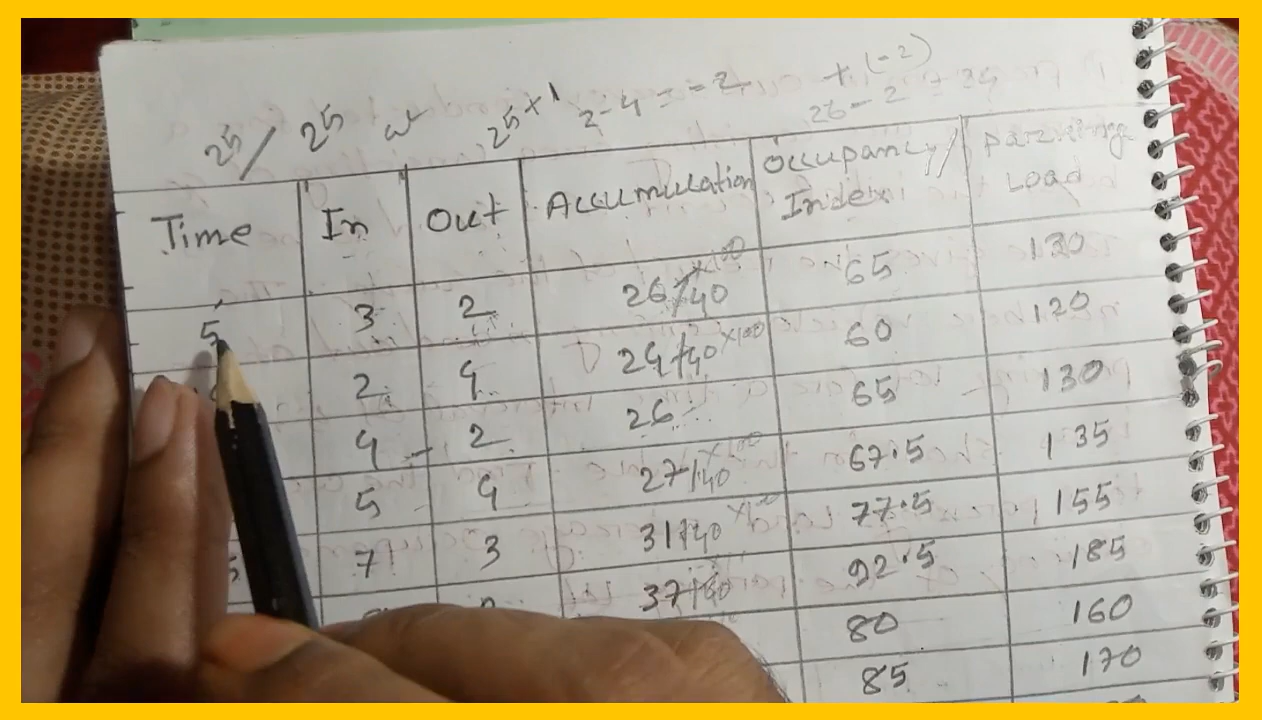 25/ 25 25×1 2-4=-2 +(-2)
26-2=24
Time In Out Accumulation Occupancy/ Index Parking Load
5 3 2 26/40×100 65 130
2 4 24/40×100 60 120
4 2 26 65 130
5 4 27/40×100 67.5 135
7 3 31/40×100 77.5 155
37/40 92.5 185
80 160
85 170